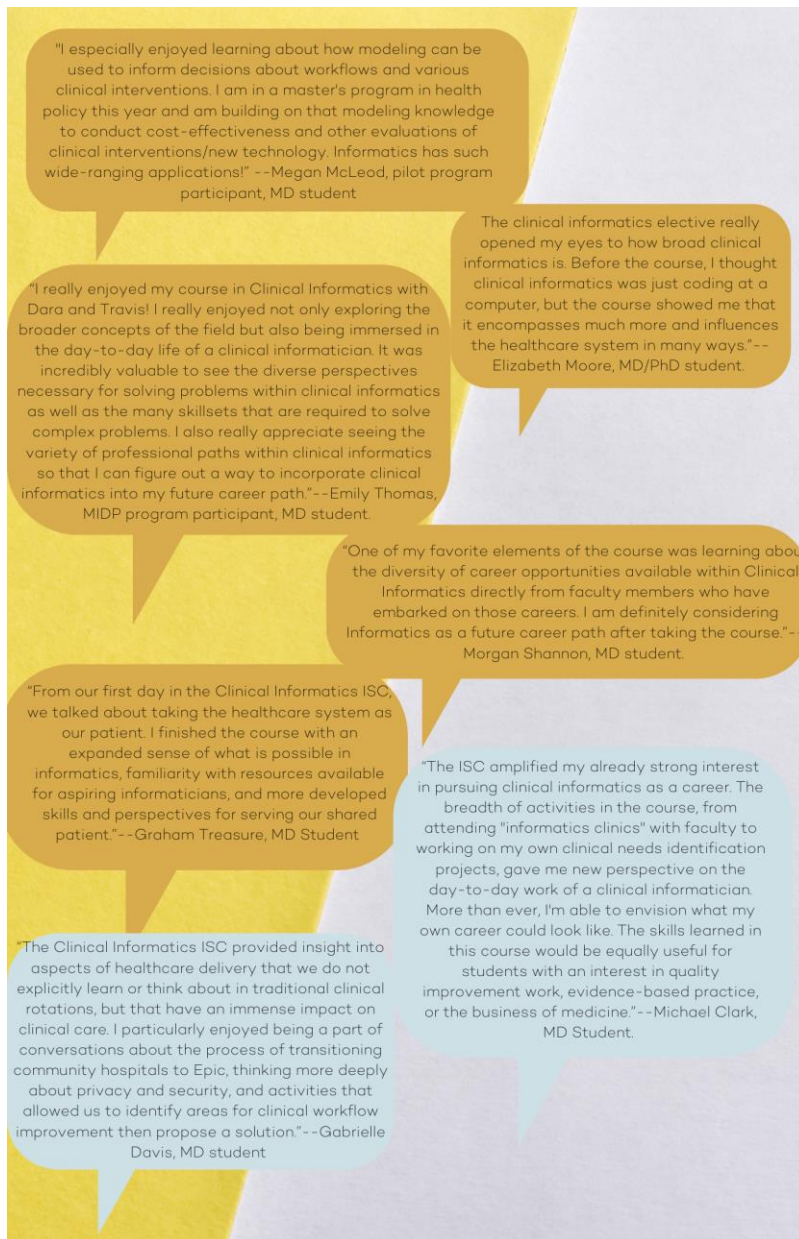 "I especially enjoyed learning about how modeling can be
used to inform decisions about workflows and various
clinical interventions. I am in a master's program in health
policy this year and am building on that modeling knowledge
to conduct cost-effectiveness and other evaluations of
clinical interventions/new technology. Informatics has such
wide-ranging applications!” --Megan McLeod, pilot program
participant, MD student
The clinical informatics elective really
opened my eyes to how broad clinical
informatics is. Before the course, I thought
clinical informatics was just coding at a
computer, but the course showed me that
it encompasses much more and influences
the healthcare system in many ways.”--
Elizabeth Moore, MD/PhD student.
“I really enjoyed my course in Clinical Informatics with
Dara and Travis! I really enjoyed not only exploring the
broader concepts of the field but also being immersed in
the day-to-day life of a clinical informatician. It was
incredibly valuable to see the diverse perspectives
necessary for solving problems within clinical informatics
as well as the many skillsets that are required to solve
complex problems. I also really appreciate seeing the
variety of professional paths within clinical informatics
so that I can figure out a way to incorporate clinical
informatics into my future career path.”--Emily Thomas,
MIDP program participant, MD student.
“One of my favorite elements of the course was learning about
the diversity of career opportunities available within Clinical
Informatics directly from faculty members who have
embarked on those careers. I am definitely considering
Informatics as a future career path after taking the course.”--
Morgan Shannon, MD student.
“From our first day in the Clinical Informatics ISC,
we talked about taking the healthcare system as
our patient. I finished the course with an
expanded sense of what is possible in
informatics, familiarity with resources available
for aspiring informaticians, and more developed
skills and perspectives for serving our shared
patient.”--Graham Treasure, MD Student
“The ISC amplified my already strong interest
in pursuing clinical informatics as a career. The
breadth of activities in the course, from
attending "informatics clinics" with faculty to
working on my own clinical needs identification
projects, gave me new perspective on the
day-to-day work of a clinical informatician.
More than ever, I'm able to envision what my
own career could look like. The skills learned in
this course would be equally useful for
students with an interest in quality
improvement work, evidence-based practice,
or the business of medicine.”--Michael Clark,
MD Student.
“The Clinical Informatics ISC provided insight into
aspects of healthcare delivery that we do not
explicitly learn or think about in traditional clinical
rotations, but that have an immense impact on
clinical care. I particularly enjoyed being a part of
conversations about the process of transitioning
community hospitals to Epic, thinking more deeply
about privacy and security, and activities that
allowed us to identify areas for clinical workflow
improvement then propose a solution.”--Gabrielle
Davis, MD student